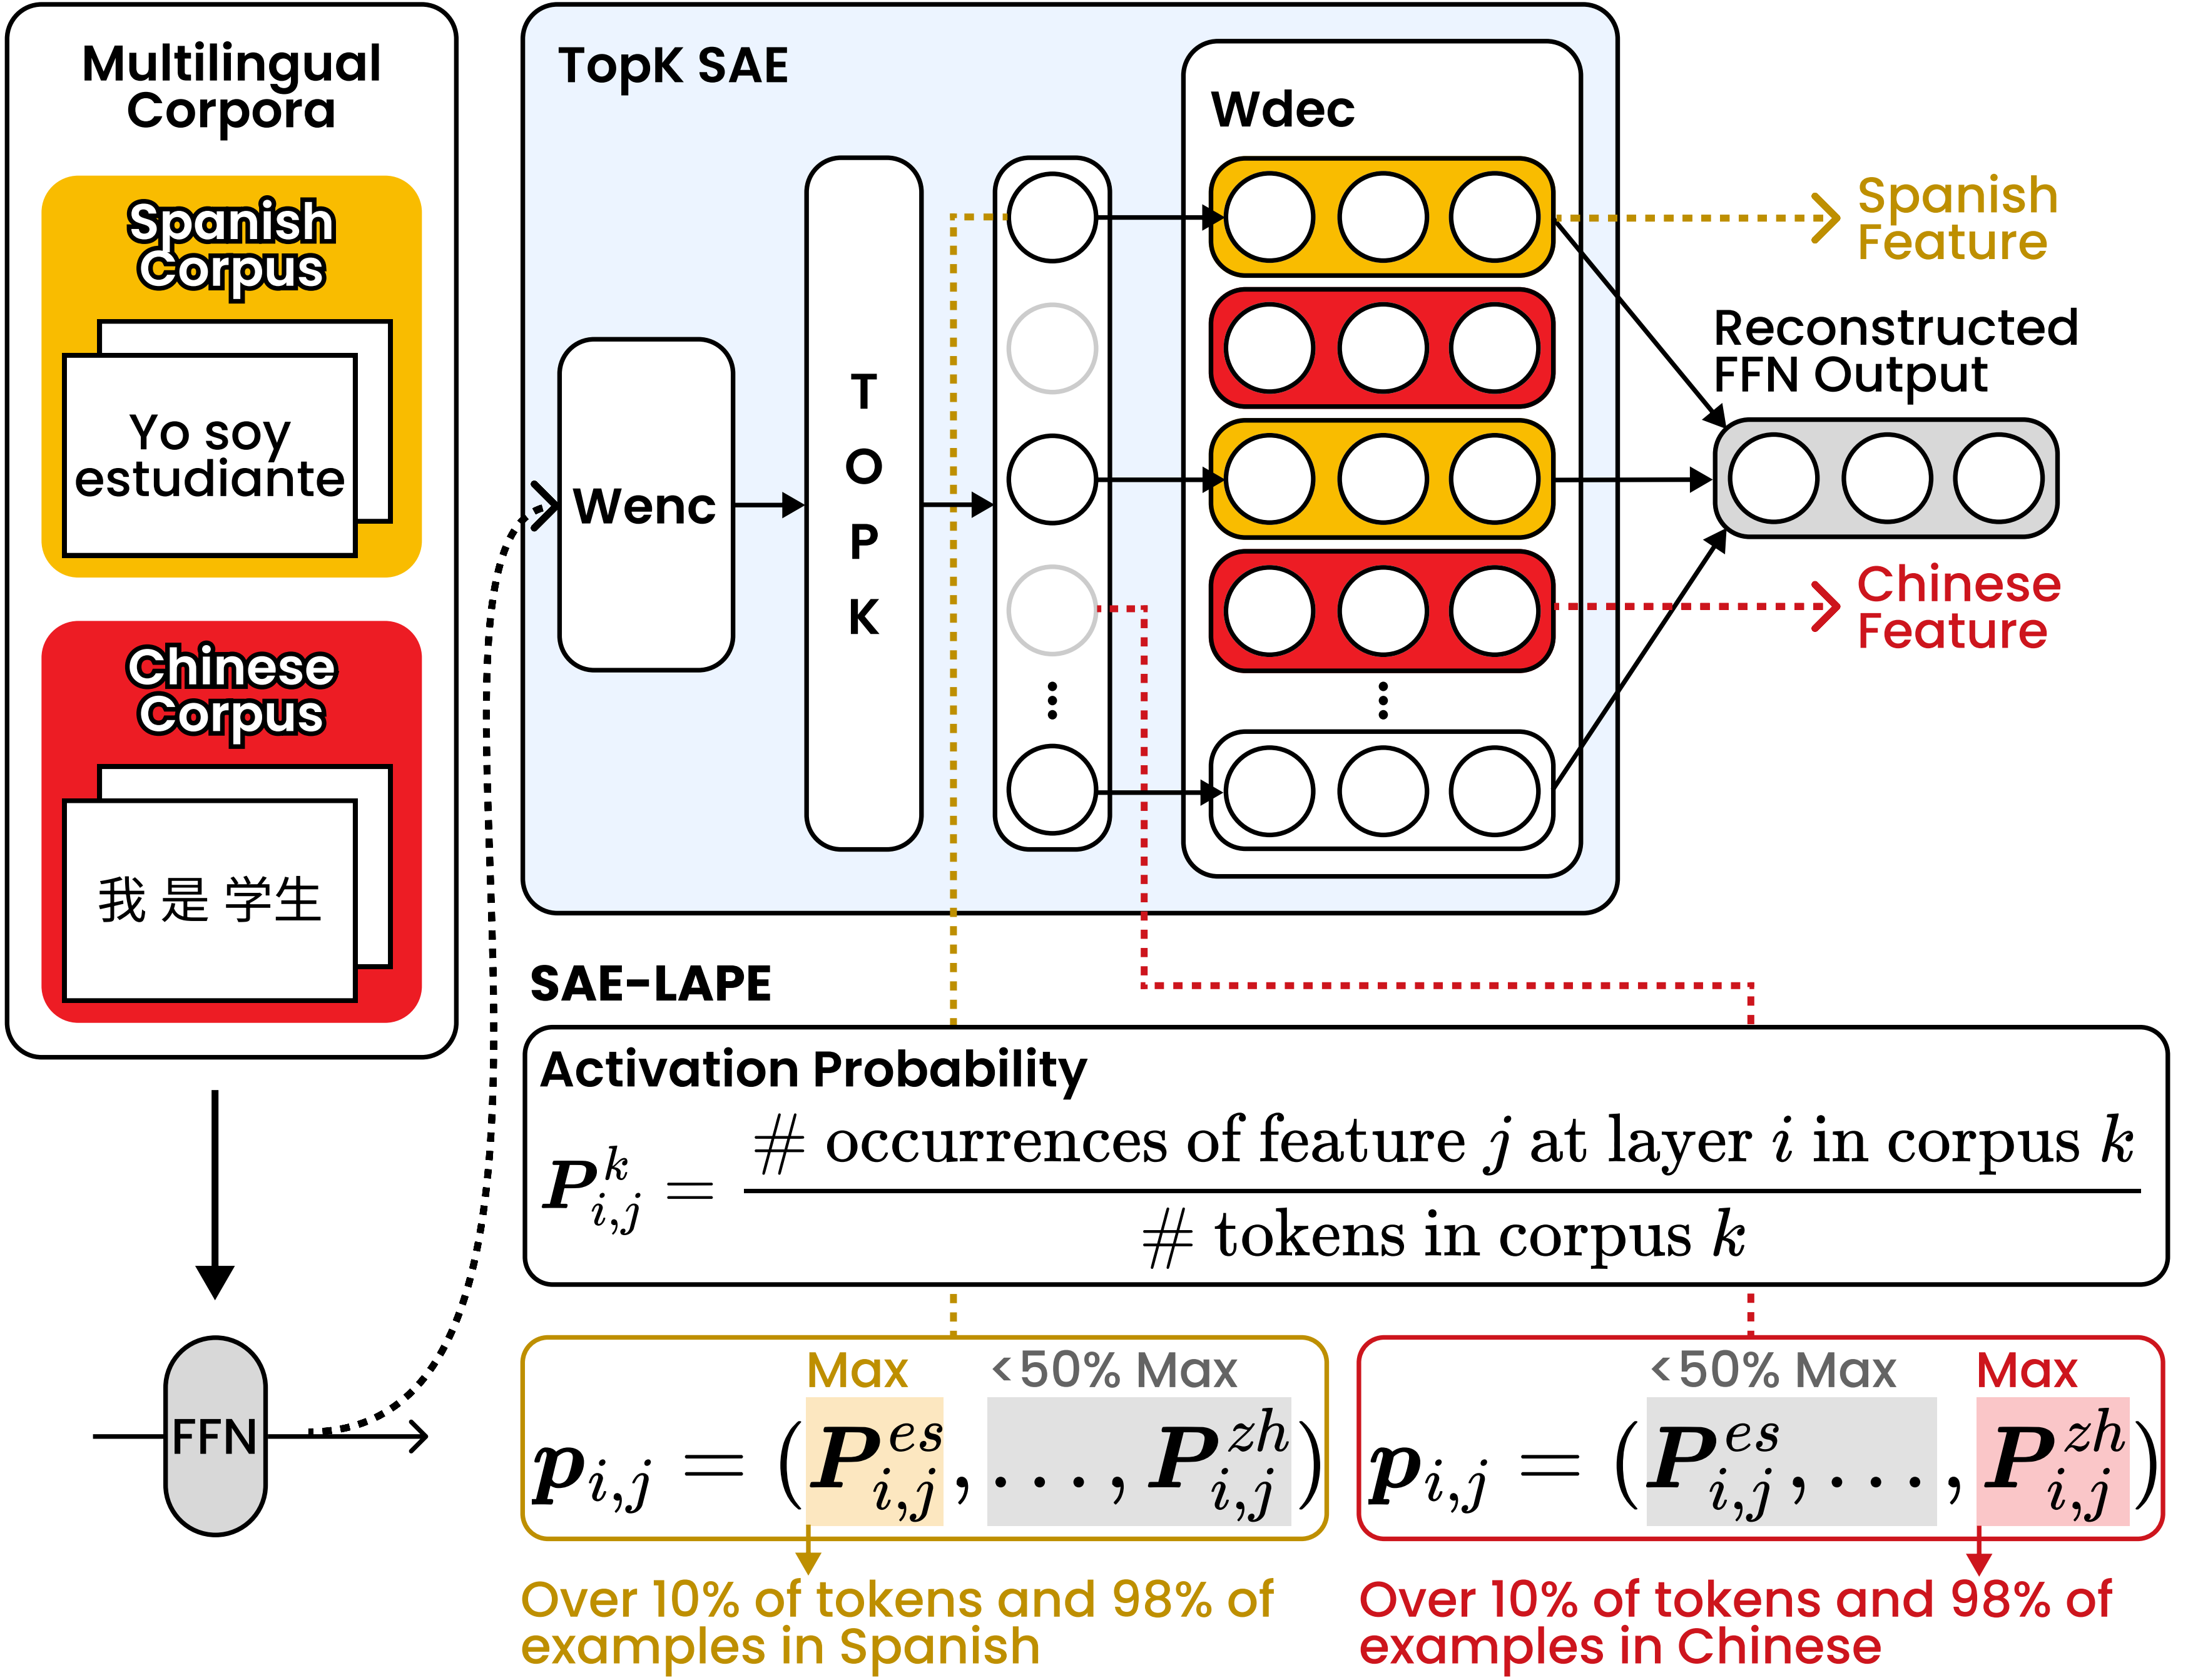 Multilingual
Corpora
Spanish
Corpus
Yo soy
estudiante
Chinese
Corpus
我 是 学生
FFN
TopK SAE
Wenc
T
O
P
K
Wdec
Spanish
Feature
Reconstructed
FFN Output
Chinese
Feature
SAE-LAPE
Activation Probability
P^k_{i,j} = # occurrences of feature j at layer i in corpus k / # tokens in corpus k
Max <50% Max
p_{i,j} = (P^{es}_{i,j}, ..., P^{zh}_{i,j})
Over 10% of tokens and 98% of
examples in Spanish
<50% Max Max
p_{i,j} = (P^{es}_{i,j}, ..., P^{zh}_{i,j})
Over 10% of tokens and 98% of
examples in Chinese